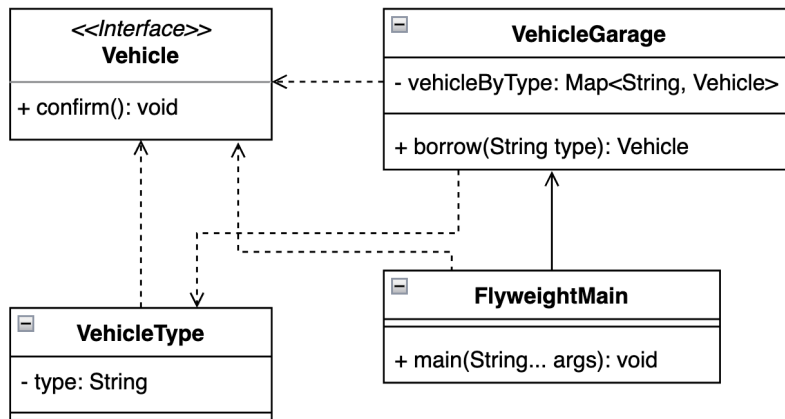 <<Interface>>
Vehicle
+ confirm(): void
VehicleGarage
- vehicleByType: Map<String, Vehicle>
+ borrow(String type): Vehicle
FlyweightMain
+ main(String... args): void
VehicleType
- type: String